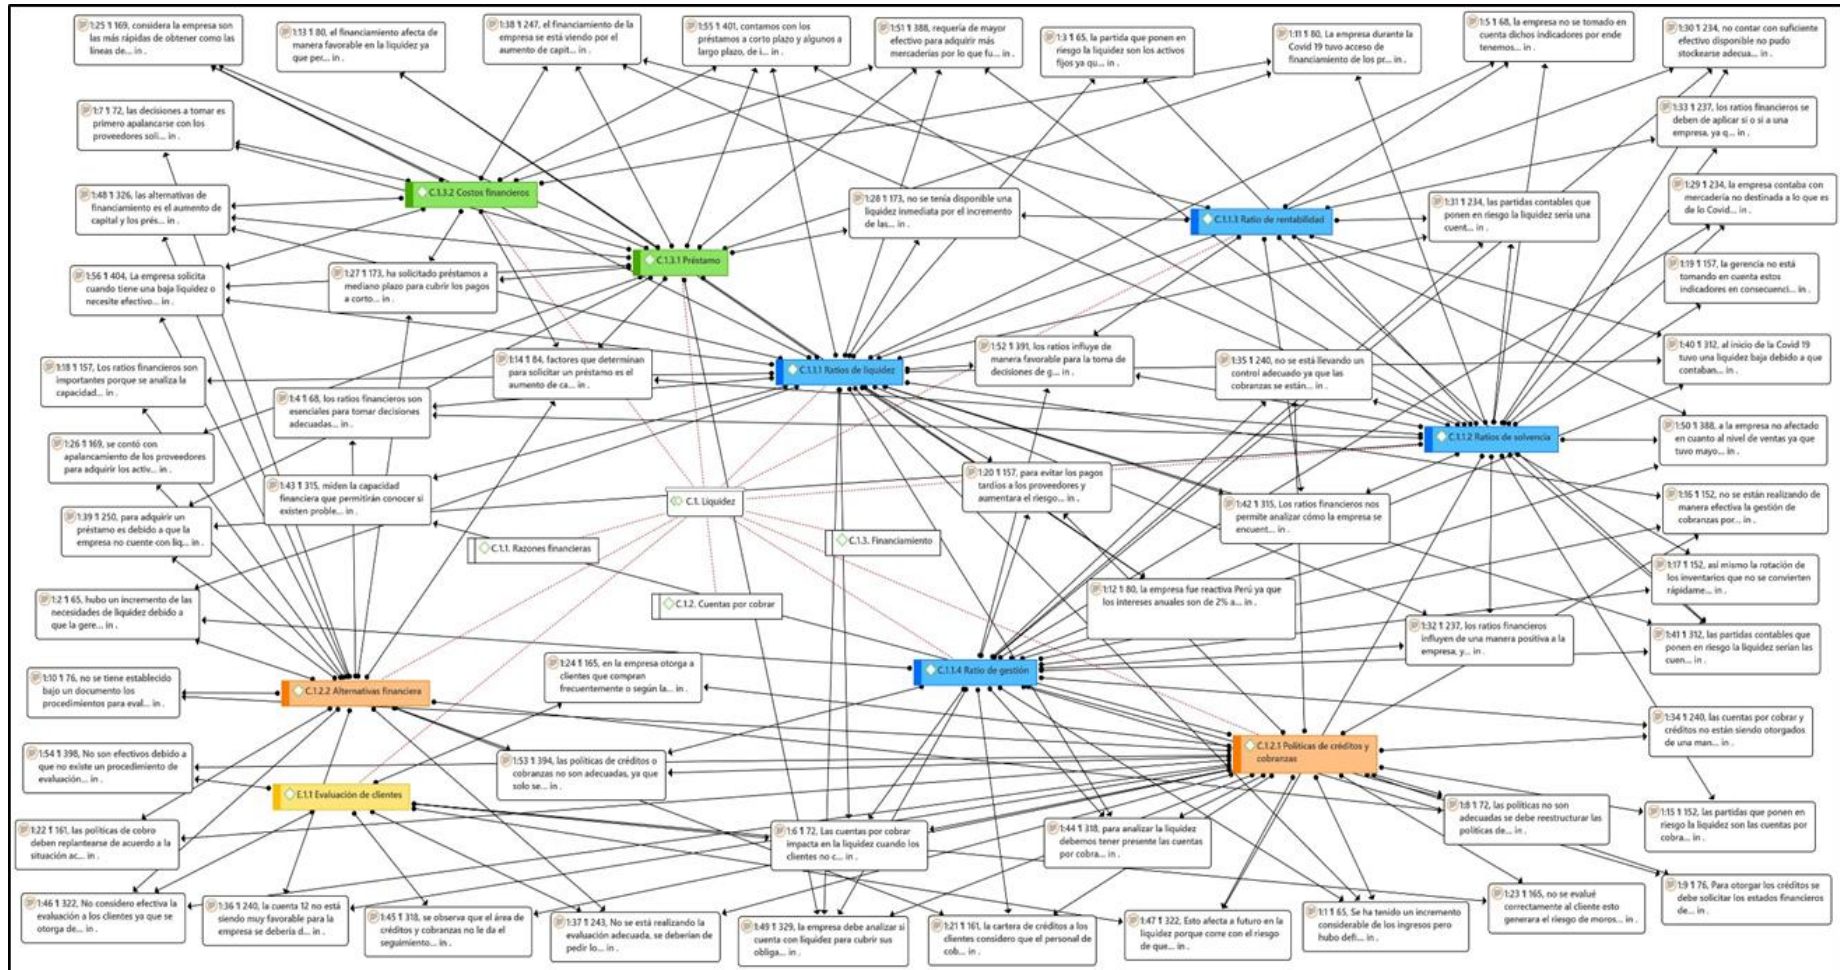 1:25 ¶ 169, considera la empresa son
las más rápidas de obtener como las
líneas de... in .
1:13 ¶ 80, el financiamiento afecta de
manera favorable en la liquidez ya
que per... in .
1:38 ¶ 247, el financiamiento de la
empresa se está viendo por el
aumento de capit... in .
1:55 ¶ 401, contamos con los
préstamos a corto plazo y algunos a
largo plazo, de i... in .
1:51 ¶ 388, requería de mayor
efectivo para adquirir más
mercaderías por lo que fu... in .
1:3 ¶ 65, la partida que ponen en
riesgo la liquidez son los activos
fijos ya qu... in .
1:11 ¶ 80, La empresa durante la
Covid 19 tuvo acceso de
financiamiento de los pr... in .
1:5 ¶ 68, la empresa no se tomado en
cuenta dichos indicadores por ende
tenemos... in .
1:30 ¶ 234, no contar con suficiente
efectivo disponible no pudo
stockearse adecua... in .
1:7 ¶ 72, las decisiones a tomar es
primero apalancarse con los
proveedores soli... in .
1:33 ¶ 237, los ratios financieros se
deben de aplicar si o si a una
empresa, ya q... in .
C.1.3.2 Costos financieros
1:48 ¶ 326, las alternativas de
financiamiento es el aumento de
capital y los prés... in .
1:28 ¶ 173, no se tenía disponible una
liquidez inmediata por el incremento
de las... in .
C.1.1.3 Ratio de rentabilidad
1:31 ¶ 234, las partidas contables que
ponen en riesgo la liquidez sería una
cuent... in .
1:29 ¶ 234, la empresa contaba con
mercadería no destinada a lo que es
de lo Covid... in .
C.1.3.1 Préstamo
1:56 ¶ 404, La empresa solicita
cuando tiene una baja liquidez o
necesite efectivo... in .
1:27 ¶ 173, ha solicitado préstamos a
mediano plazo para cubrir los pagos
a corto... in .
1:19 ¶ 157, la gerencia no está
tomando en cuenta estos
indicadores en consecuenci... in .
1:18 ¶ 157, Los ratios financieros son
importantes porque se analiza la
capacidad... in .
1:14 ¶ 84, factores que determinan
para solicitar un préstamo es el
aumento de ca... in .
C.1.1.1 Ratios de liquidez
1:52 ¶ 391, los ratios influye de
manera favorable para la toma de
decisiones de g... in .
1:35 ¶ 240, no se está llevando un
control adecuado ya que las
cobranzas se están... in .
1:40 ¶ 312, al inicio de la Covid 19
tuvo una liquidez baja debido a que
contaban... in .
1:4 ¶ 68, los ratios financieros son
esenciales para tomar decisiones
adecuadas... in .
1:26 ¶ 169, se contó con
apalancamiento de los proveedores
para adquirir los activ... in .
C.1.1.2 Ratios de solvencia
1:50 ¶ 388, a la empresa no afectado
en cuanto al nivel de ventas ya que
tuvo mayo... in .
1:43 ¶ 315, miden la capacidad
financiera que permitirán conocer si
existen proble... in .
C.1. Liquidez
1:20 ¶ 157, para evitar los pagos
tardíos a los proveedores y
aumentara el riesgo... in .
1:42 ¶ 315, Los ratios financieros nos
permite analizar cómo la empresa se
encuent... in .
1:16 ¶ 152, no se están realizando de
manera efectiva la gestión de
cobranzas por... in .
1:39 ¶ 250, para adquirir un
préstamo es debido a que la
empresa no cuente con liq... in .
C.1.1. Razones financieras
C.1.3. Financiamiento
1:17 ¶ 152, así mismo la rotación de
los inventarios que no se convierten
rápidame... in .
1:2 ¶ 65, hubo un incremento de las
necesidades de liquidez debido a
que la gere... in .
C.1.2. Cuentas por cobrar
1:12 ¶ 80, la empresa fue reactiva Perú ya que
los intereses anuales son de 2% a... in .
1:32 ¶ 237, los ratios financieros
influyen de una manera positiva a la
empresa, y... in .
1:41 ¶ 312, las partidas contables que
ponen en riesgo la liquidez serían las
cuen... in .
1:10 ¶ 76, no se tiene establecido
bajo un documento los
procedimientos para eval... in .
C.1.2.2 Alternativas financiera
1:24 ¶ 165, en la empresa otorga a
clientes que compran
frecuentemente o según la... in .
C.1.1.4 Ratio de gestión
1:34 ¶ 240, las cuentas por cobrar y
créditos no están siendo otorgados
de una man... in .
1:54 ¶ 398, No son efectivos debido a
que no existe un procedimiento de
evaluación... in .
1:53 ¶ 394, las políticas de créditos o
cobranzas no son adecuadas, ya que
solo se... in .
C.1.2.1 Políticas de créditos y
cobranzas
E.1.1 Evaluación de clientes
1:22 ¶ 161, las políticas de cobro
deben replantearse de acuerdo a la
situación ac... in .
1:6 ¶ 72, Las cuentas por cobrar
impacta en la liquidez cuando los
clientes no c... in .
1:44 ¶ 318, para analizar la liquidez
debemos tener presente las cuentas
por cobra... in .
1:8 ¶ 72, las políticas no son
adecuadas se debe reestructurar las
políticas de... in .
1:15 ¶ 152, las partidas que ponen en
riesgo la liquidez son las cuentas por
cobra... in .
1:46 ¶ 322, No considero efectiva la
evaluación a los clientes ya que se
otorga de... in .
1:36 ¶ 240, la cuenta 12 no está
siendo muy favorable para la
empresa se debería d... in .
1:45 ¶ 318, se observa que el área de
créditos y cobranzas no le da el
seguimiento... in .
1:37 ¶ 243, No se está realizando la
evaluación adecuada, se deberían de
pedir lo... in .
1:49 ¶ 329, la empresa debe analizar si
cuenta con liquidez para cubrir sus
obliga... in .
1:21 ¶ 161, la cartera de créditos a los
clientes considero que el personal de
cob... in .
1:47 ¶ 322, Esto afecta a futuro en la
liquidez porque corre con el riesgo
de que... in .
1:1 ¶ 65, Se ha tenido un incremento
considerable de los ingresos pero
hubo defi... in .
1:23 ¶ 165, no se evalué
correctamente al cliente esto
generara el riesgo de moros... in .
1:9 ¶ 76, Para otorgar los créditos se
debe solicitar los estados financieros
de... in .